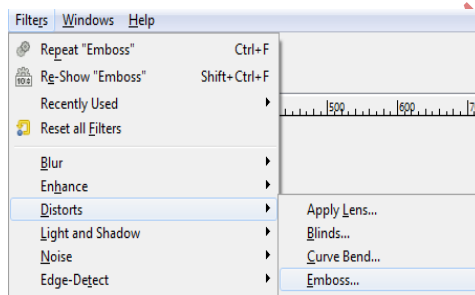 Filters Windows Help
Repeat "Emboss" Ctrl+F
Re-Show "Emboss" Shift+Ctrl+F
Recently Used
Reset all Filters
500 600
Blur
Enhance
Distorts
Light and Shadow
Noise
Edge-Detect
Apply Lens...
Blinds...
Curve Bend...
Emboss...